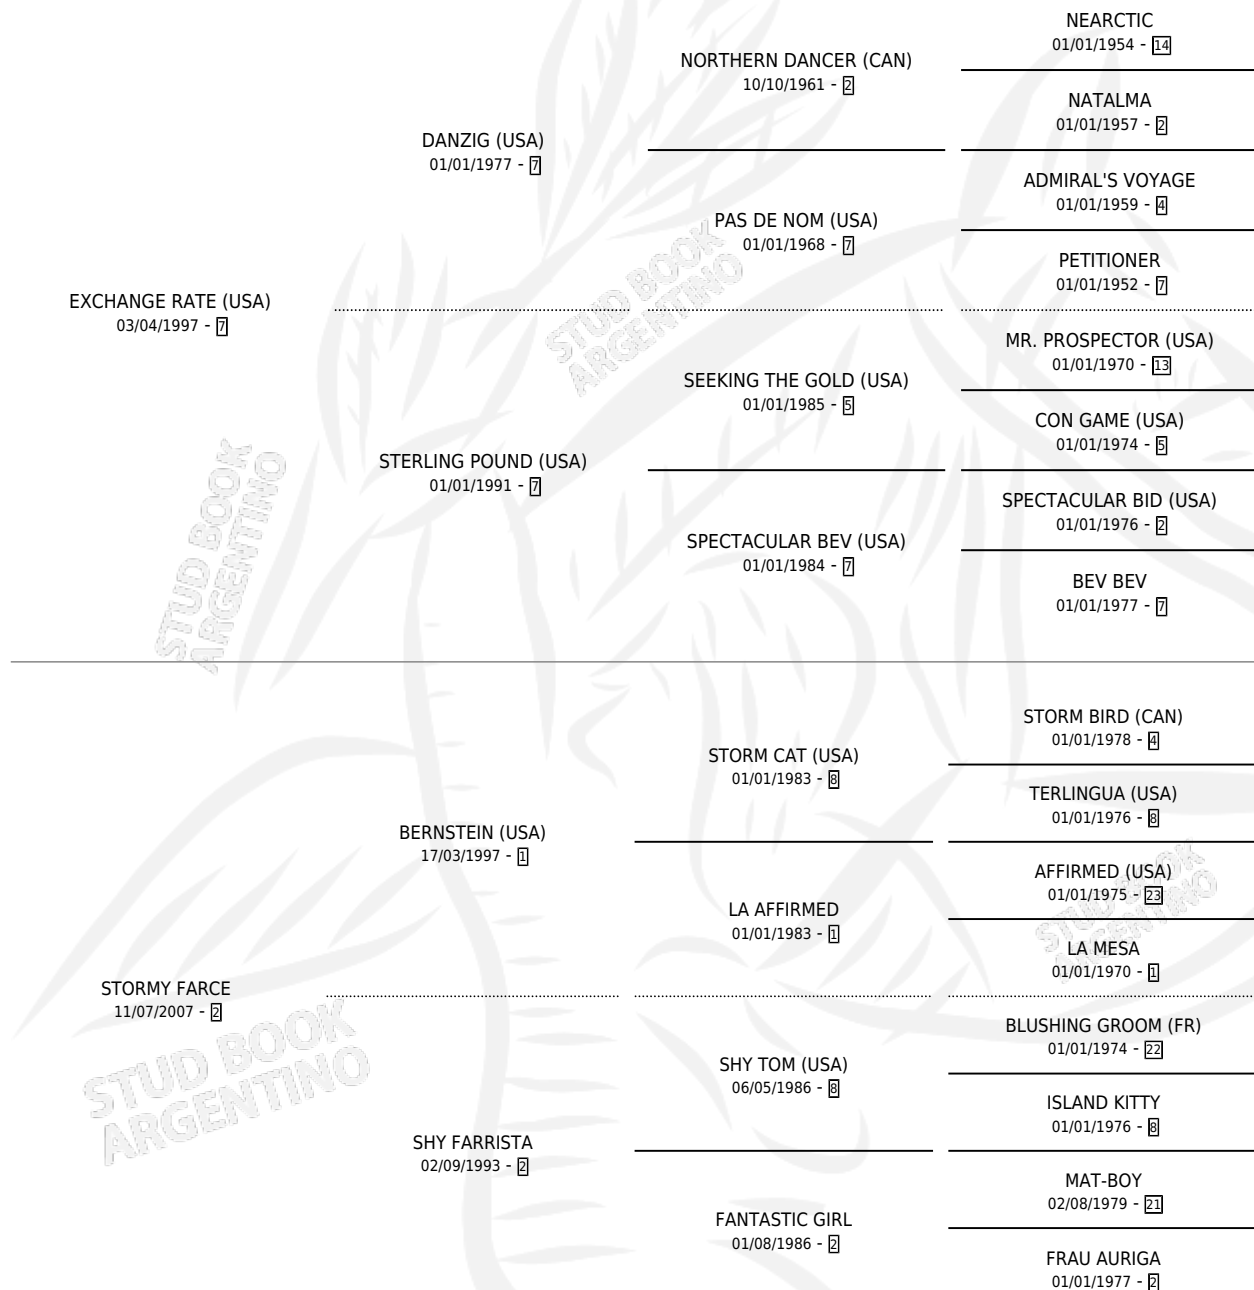 NEARCTIC
01/01/1954 - 14
NORTHERN DANCER (CAN)
10/10/1961 - 2
NATALMA
01/01/1957 - 2
DANZIG (USA)
01/01/1977 - 7
ADMIRAL'S VOYAGE
01/01/1959 - 4
PAS DE NOM (USA)
01/01/1968 - 7
PETITIONER
01/01/1952 - 7
EXCHANGE RATE (USA)
03/04/1997 - 7
MR. PROSPECTOR (USA)
01/01/1970 - 13
SEEKING THE GOLD (USA)
01/01/1985 - 5
CON GAME (USA)
01/01/1974 - 5
STERLING POUND (USA)
01/01/1991 - 7
SPECTACULAR BID (USA)
01/01/1976 - 2
SPECTACULAR BEV (USA)
01/01/1984 - 7
BEV BEV
01/01/1977 - 7
STORM BIRD (CAN)
01/01/1978 - 4
STORM CAT (USA)
01/01/1983 - 8
TERLINGUA (USA)
01/01/1976 - 8
BERNSTEIN (USA)
17/03/1997 - 1
AFFIRMED (USA)
01/01/1975 - 23
LA AFFIRMED
01/01/1983 - 1
LA MESA
01/01/1970 - 1
STORMY FARCE
11/07/2007 - 2
BLUSHING GROOM (FR)
01/01/1974 - 22
SHY TOM (USA)
06/05/1986 - 8
ISLAND KITTY
01/01/1976 - 8
SHY FARRISTA
02/09/1993 - 2
MAT-BOY
02/08/1979 - 21
FANTASTIC GIRL
01/08/1986 - 2
FRAU AURIGA
01/01/1977 - 2
STUD BOOK
ARGENTINO
STUD BOOK
ARGENTINO
STUD BOOK
ARGENTINO
STUD BOOK
ARGENTINO